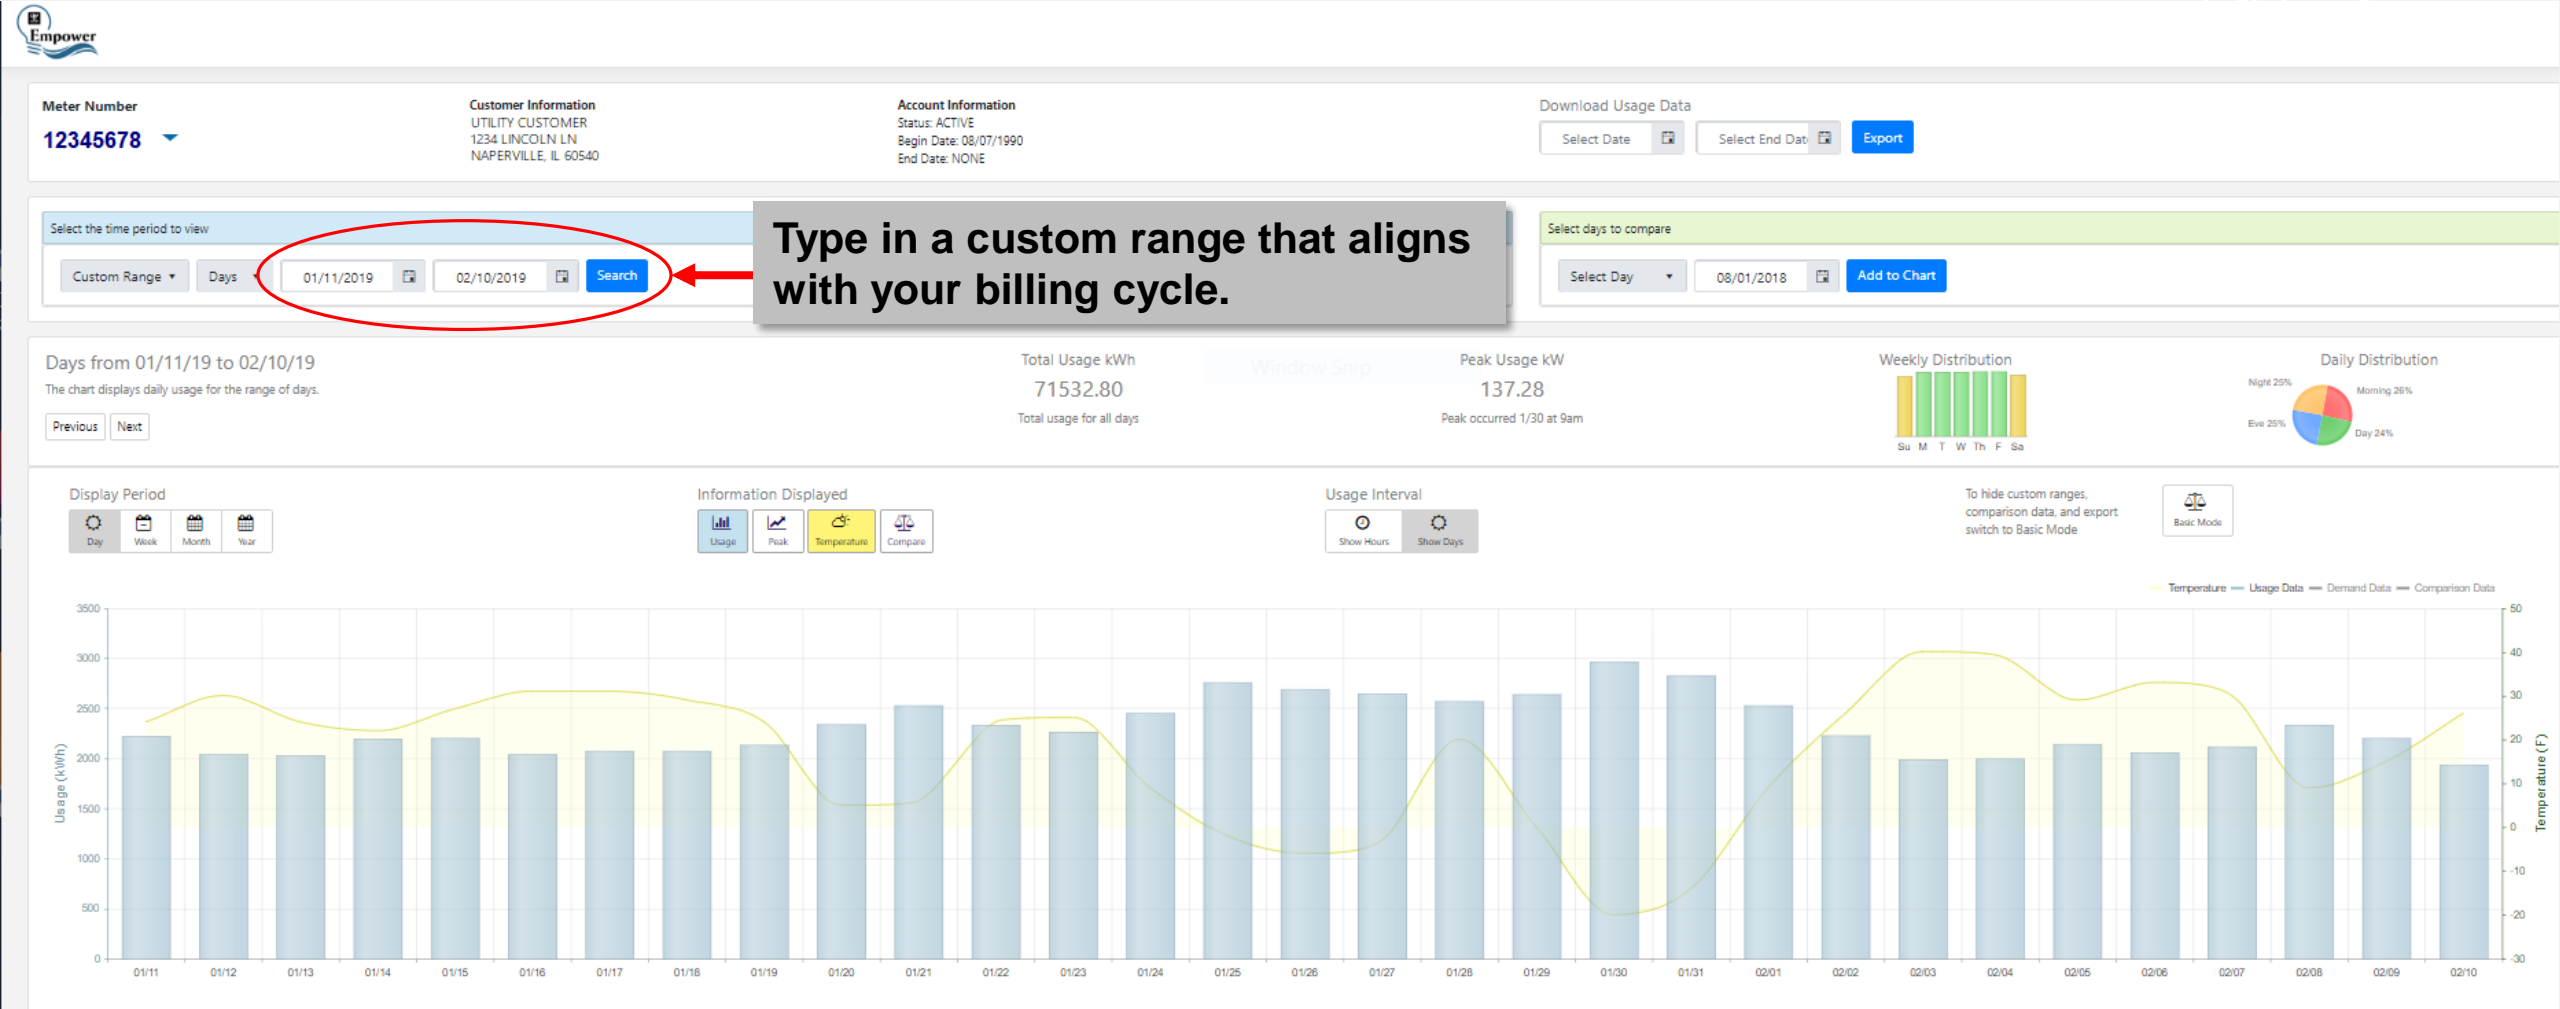 Empower
Meter Number
12345678
Customer Information
UTILITY CUSTOMER
1234 LINCOLN LN
NAPERVILLE, IL 60540
Account Information
Status: ACTIVE
Begin Date: 08/07/1990
End Date: NONE
Download Usage Data
Select Date
Select End Dat
Export
Select the time period to view
Custom Range
Days
01/11/2019
02/10/2019
Search
Type in a custom range that aligns
with your billing cycle.
Select days to compare
Select Day
08/01/2018
Add to Chart
Days from 01/11/19 to 02/10/19
The chart displays daily usage for the range of days.
Previous
Next
Total Usage kWh
71532.80
Total usage for all days
Window Snip
Peak Usage kW
137.28
Peak occurred 1/30 at 9am
Weekly Distribution
Su M T W Th F Sa
Daily Distribution
Night 25%
Morning 26%
Eve 25%
Day 24%
Display Period
Day
Week
Month
Year
Information Displayed
Usage
Peak
Temperature
Compare
Usage Interval
Show Hours
Show Days
To hide custom ranges,
comparison data, and export
switch to Basic Mode
Basic Mode
Temperature
Usage Data
Demand Data
Comparison Data
Usage (kWh)
3500
3000
2500
2000
1500
1000
500
0
50
40
30
20
10
0
-10
-20
-30
Temperature (F)
01/11 01/12 01/13 01/14 01/15 01/16 01/17 01/18 01/19 01/20 01/21 01/22 01/23 01/24 01/25 01/26 01/27 01/28 01/29 01/30 01/31 02/01 02/02 02/03 02/04 02/05 02/06 02/07 02/08 02/09 02/10